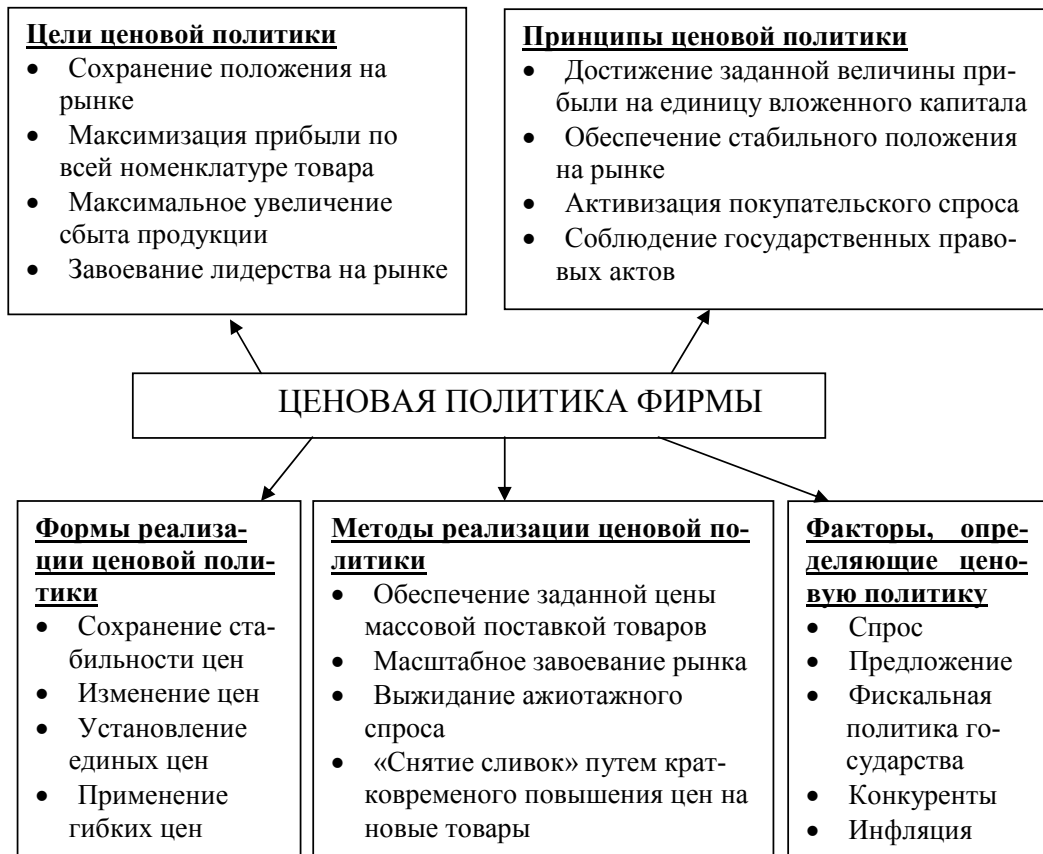 Цели ценовой политики
• Сохранение положения на
рынке
• Максимизация прибыли по
всей номенклатуре товара
• Максимальное увеличение
сбыта продукции
• Завоевание лидерства на рынке
Принципы ценовой политики
• Достижение заданной величины при-
были на единицу вложенного капитала
• Обеспечение стабильного положения
на рынке
• Активизация покупательского спроса
• Соблюдение государственных право-
вых актов
ЦЕНОВАЯ ПОЛИТИКА ФИРМЫ
Формы реализа-
ции ценовой поли-
тики
• Сохранение ста-
бильности цен
• Изменение цен
• Установление
единых цен
• Применение
гибких цен
Методы реализации ценовой по-
литики
• Обеспечение заданной цены
массовой поставкой товаров
• Масштабное завоевание рынка
• Выжидание ажиотажного
спроса
• «Снятие сливок» путем крат-
ковременого повышения цен на
новые товары
Факторы, опре-
деляющие цено-
вую политику
• Спрос
• Предложение
• Фискальная
политика го-
сударства
• Конкуренты
• Инфляция